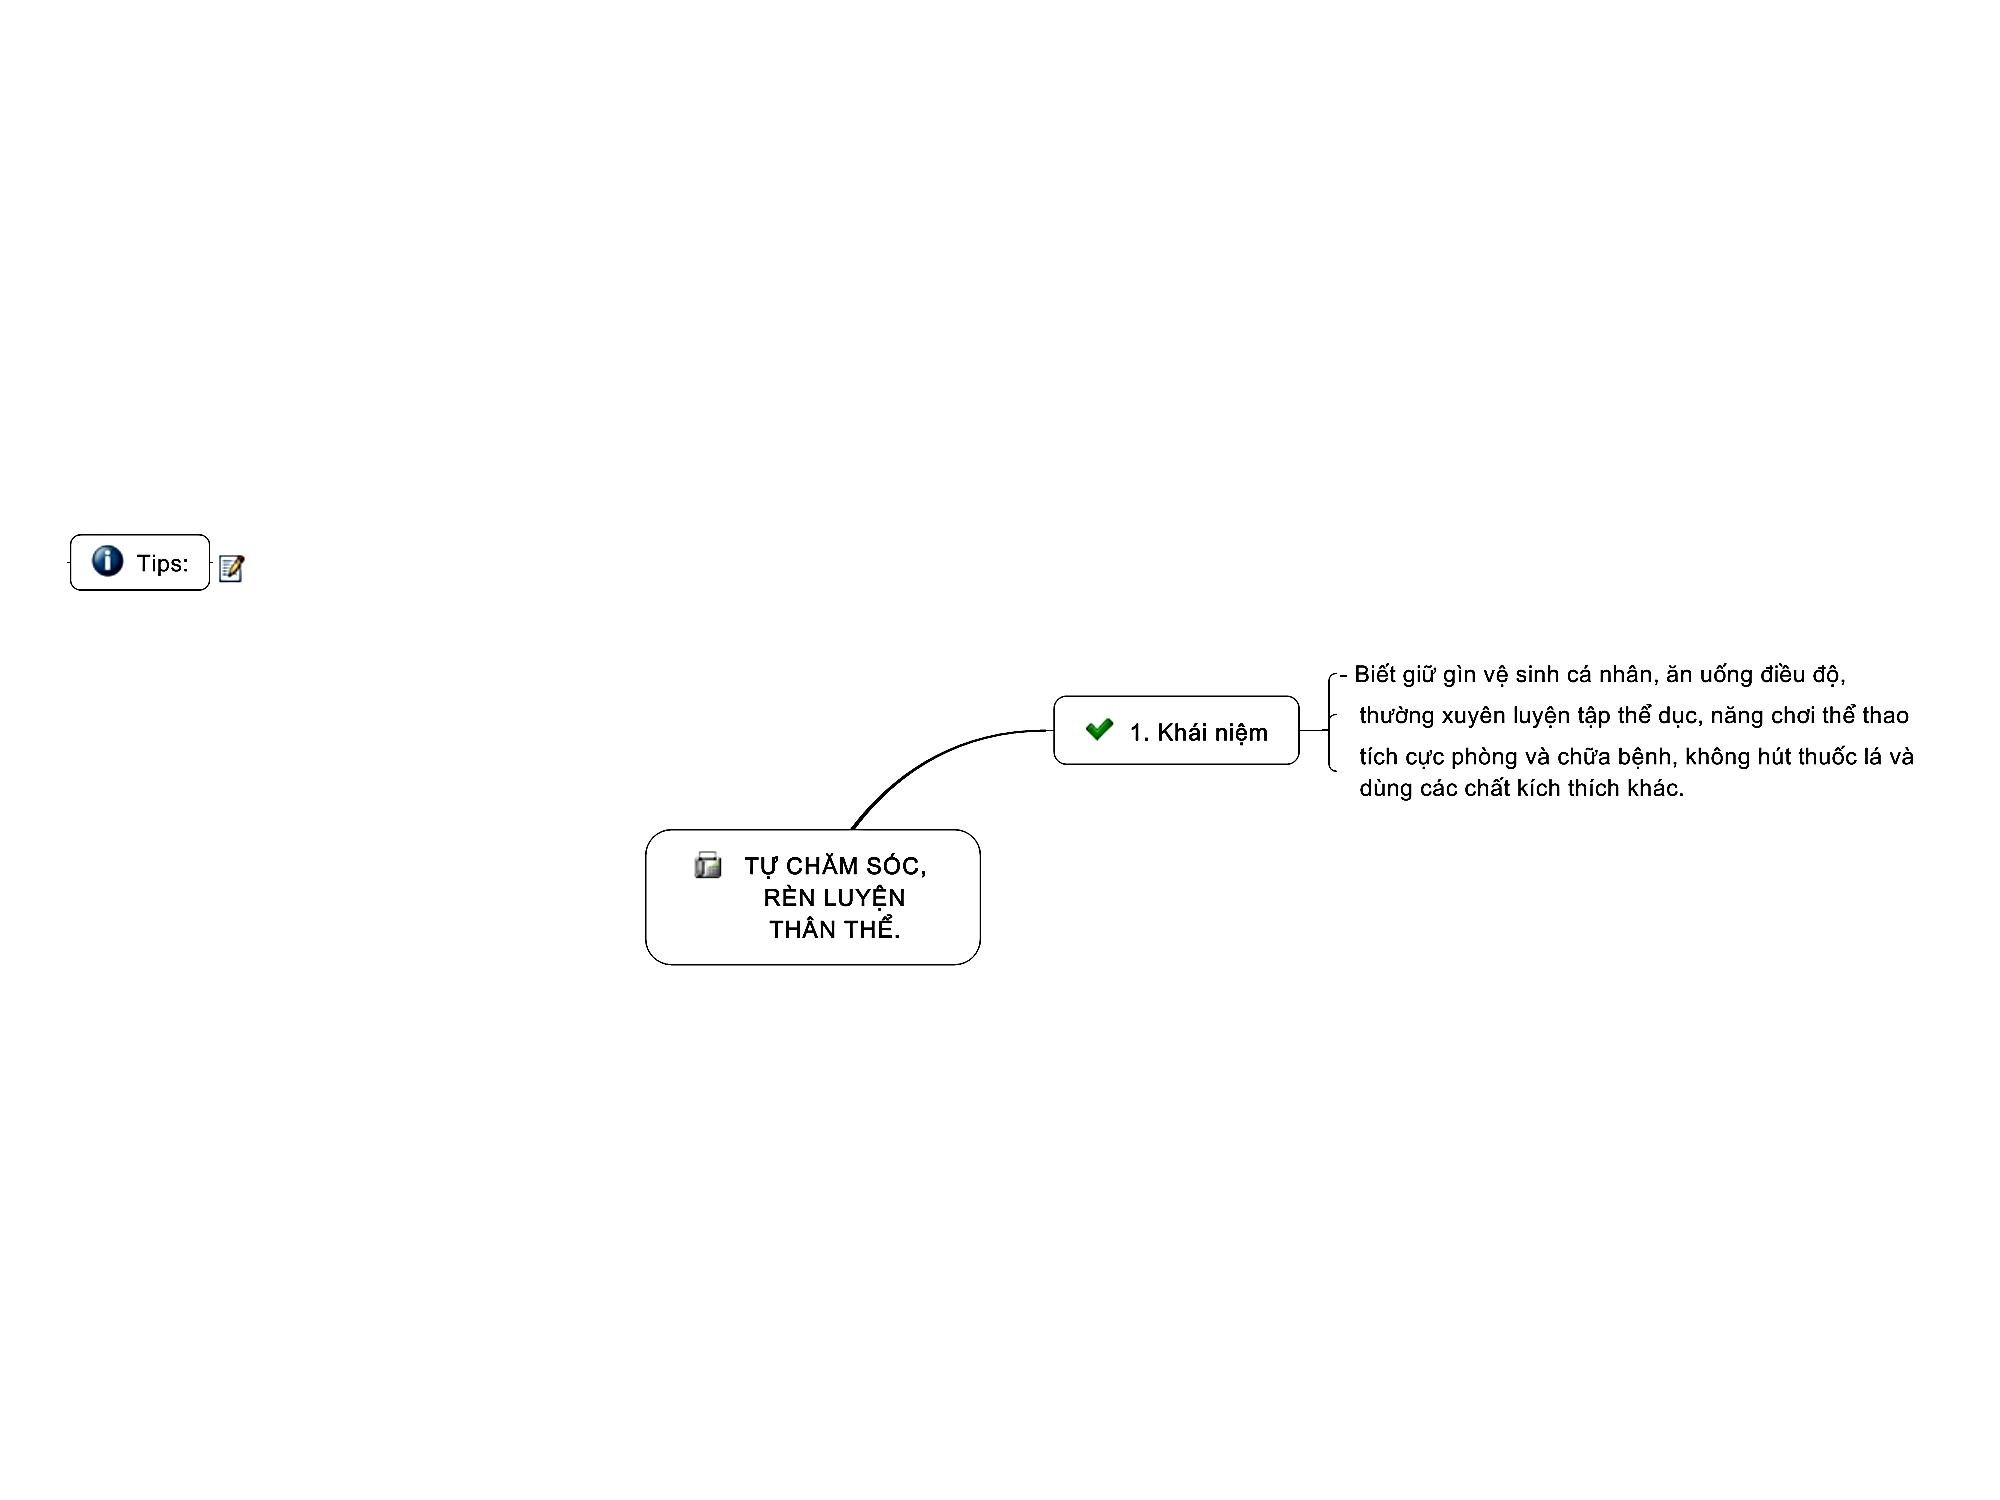 Tips:
- Biết giữ gìn vệ sinh cá nhân, ăn uống điều độ,
thường xuyên luyện tập thể dục, năng chơi thể thao
1. Khái niệm
tích cực phòng và chữa bệnh, không hút thuốc lá và
dùng các chất kích thích khác.
TỰ CHĂM SÓC,
RÈN LUYỆN
THÂN THỂ.